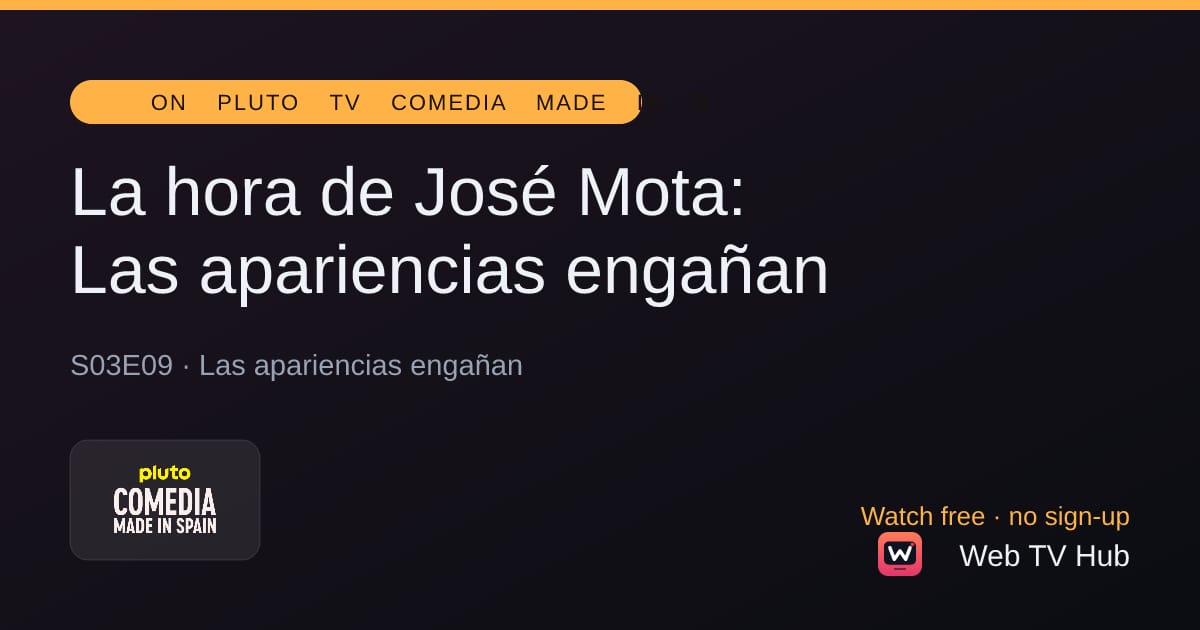 ON PLUTO TV COMEDIA MADE
La hora de José Mota:
Las apariencias engañan
S03E09 · Las apariencias engañan
pluto
COMEDIA
MADE IN SPAIN
Watch free · no sign-up
W
Web TV Hub